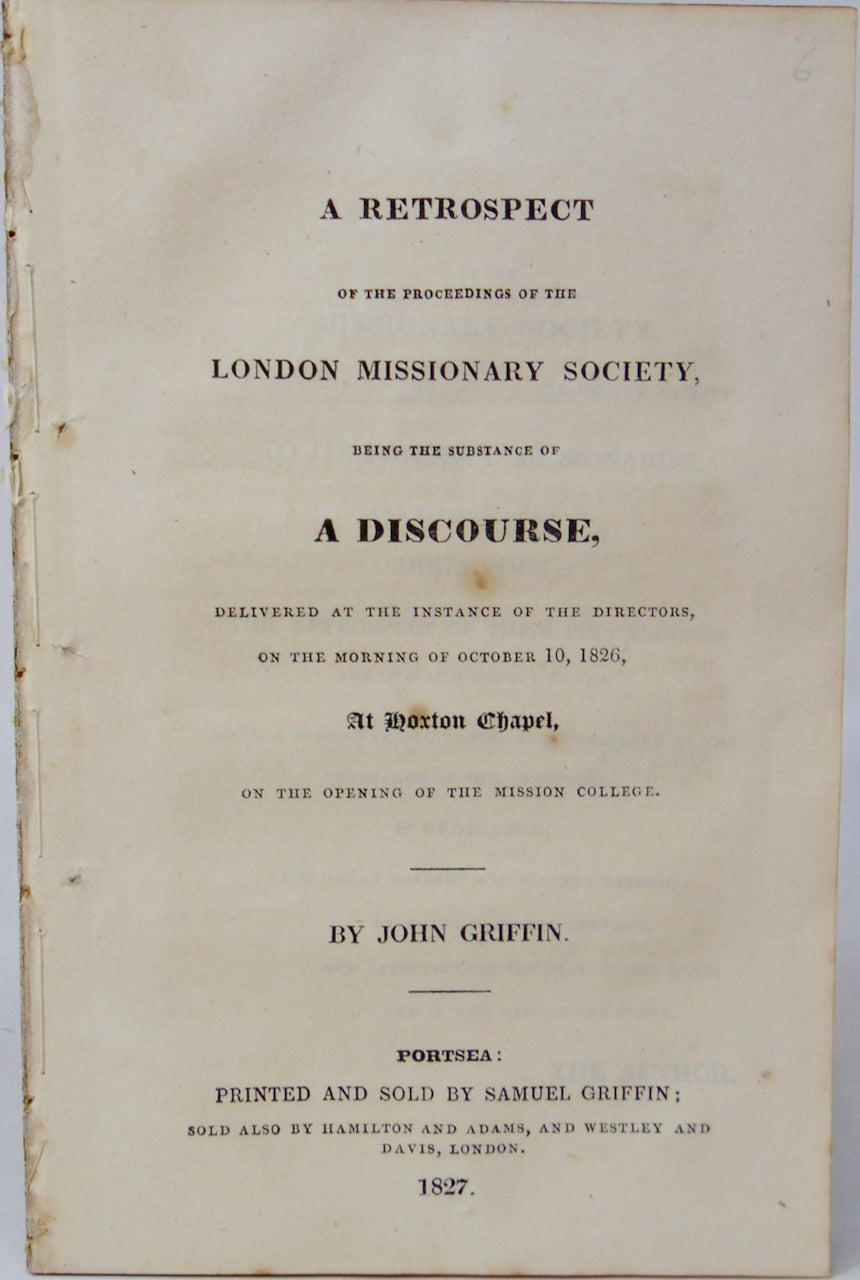 6
A RETROSPECT
OF THE PROCEEDINGS OF THE
LONDON MISSIONARY SOCIETY,
BEING THE SUBSTANCE OF
A DISCOURSE,
DELIVERED AT THE INSTANCE OF THE DIRECTORS,
ON THE MORNING OF OCTOBER 10, 1826,
At Hoxton Chapel,
ON THE OPENING OF THE MISSION COLLEGE.
BY JOHN GRIFFIN.
PORTSEA:
PRINTED AND SOLD BY SAMUEL GRIFFIN;
SOLD ALSO BY HAMILTON AND ADAMS, AND WESTLEY AND
DAVIS, LONDON.
1827.